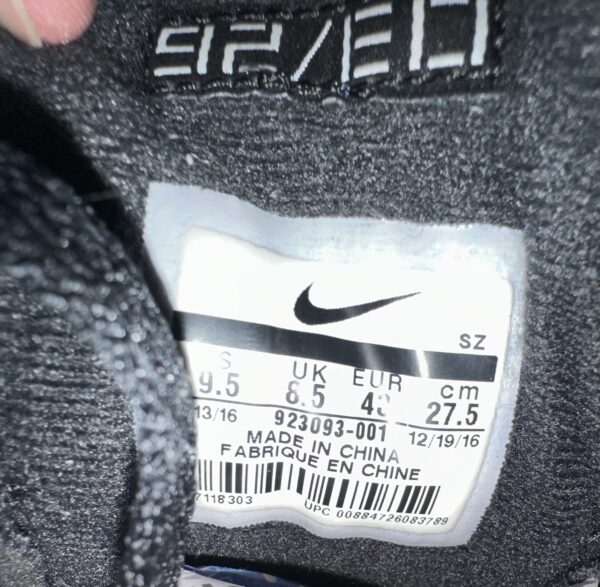 SZ
S UK EUR cm
9.5 8.5 43 27.5
13/16 923093-001 12/19/16
MADE IN CHINA
FABRIQUE EN CHINE
7118303 UPC 00884726083789